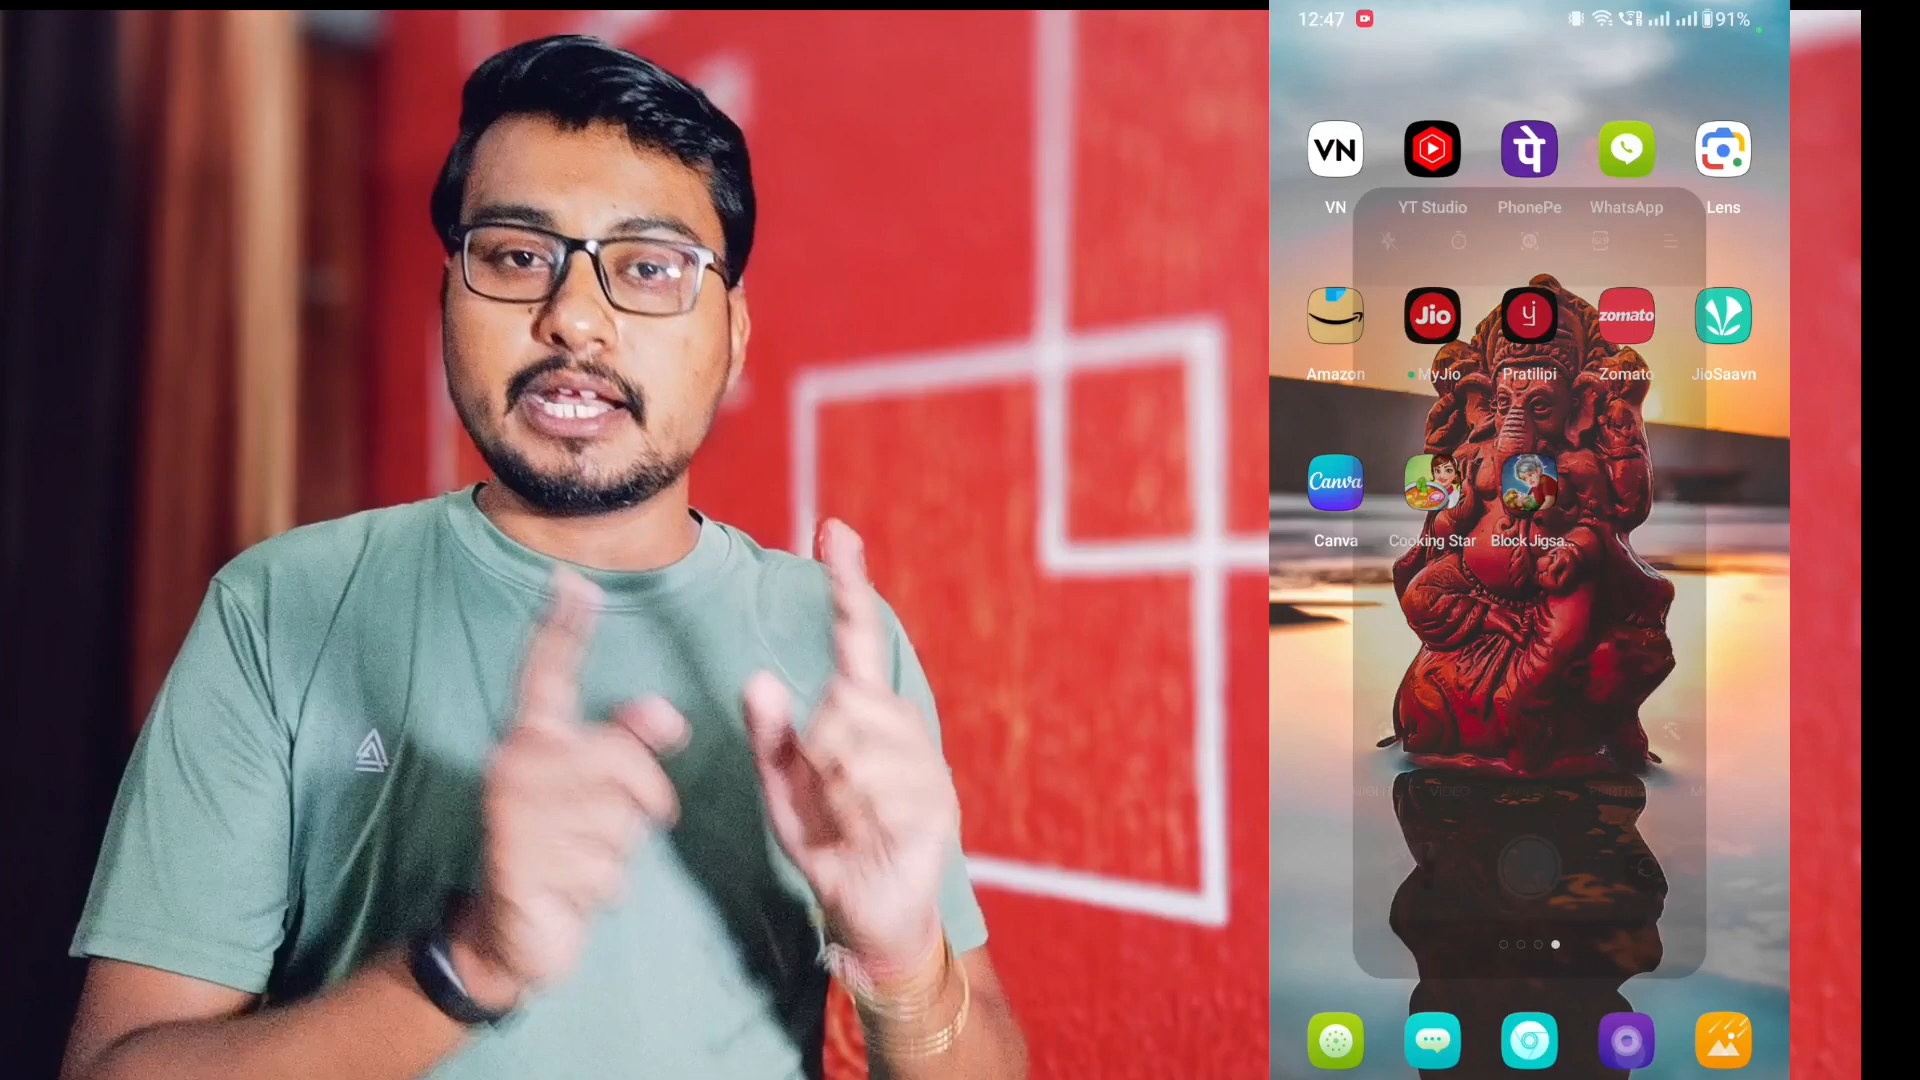 12:47 91%
VN पे
VN YT Studio PhonePe WhatsApp Lens
Jio zomato
Amazon MyJio Pratilipi Zomato JioSaavn
Canva
Canva Cooking Star Block Jigsa...
VIDEO